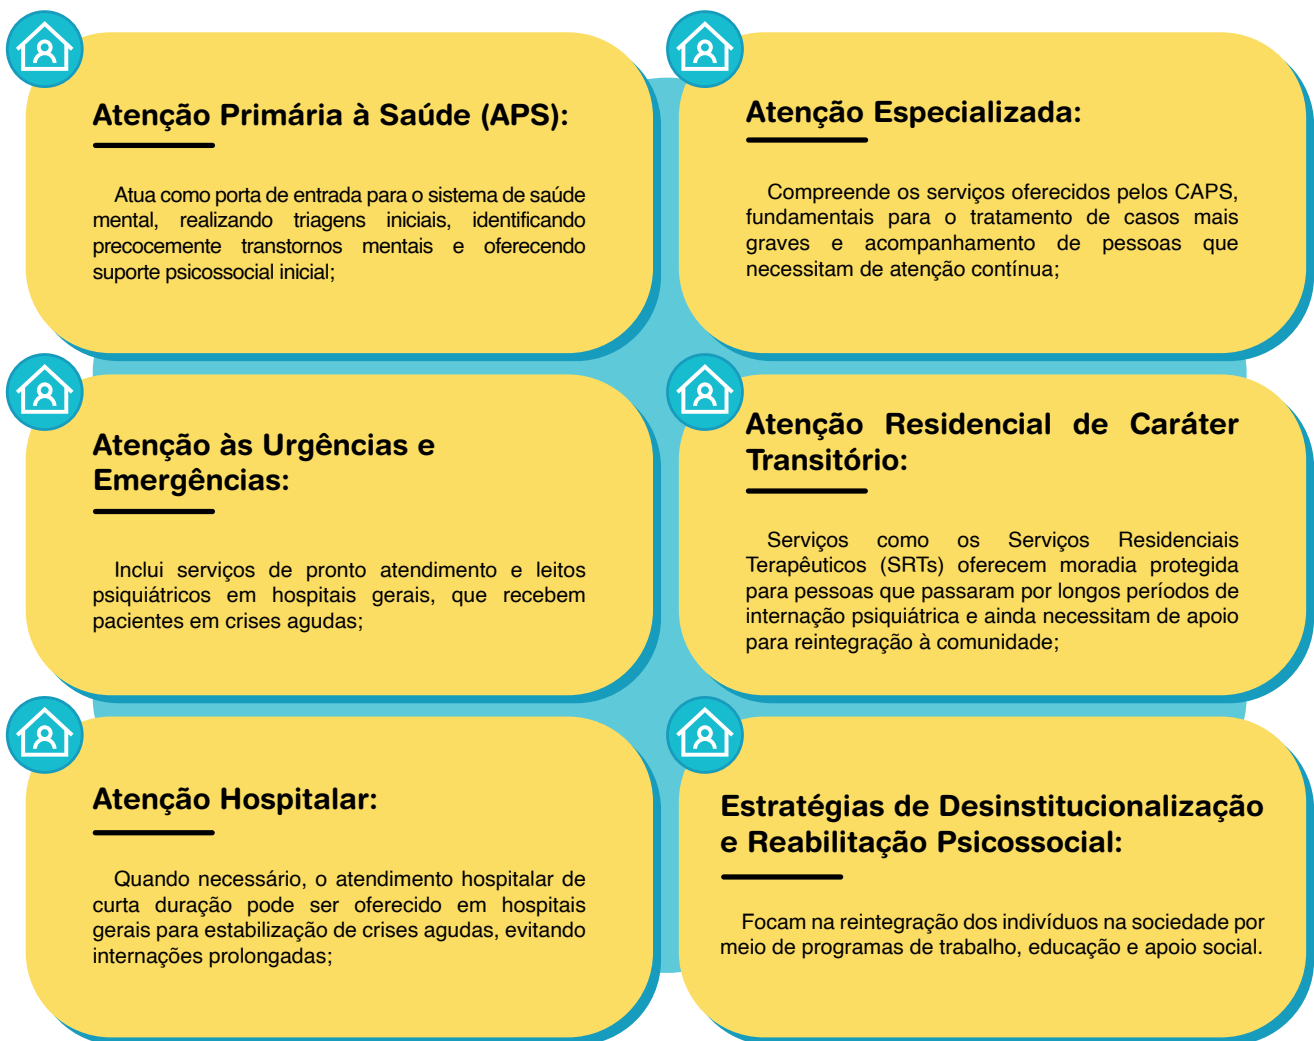 Atenção Primária à Saúde (APS):
Atua como porta de entrada para o sistema de saúde
mental, realizando triagens iniciais, identificando
precocemente transtornos mentais e oferecendo
suporte psicossocial inicial;
Atenção Especializada:
Compreende os serviços oferecidos pelos CAPS,
fundamentais para o tratamento de casos mais
graves e acompanhamento de pessoas que
necessitam de atenção contínua;
Atenção às Urgências e
Emergências:
Inclui serviços de pronto atendimento e leitos
psiquiátricos em hospitais gerais, que recebem
pacientes em crises agudas;
Atenção Residencial de Caráter
Transitório:
Serviços como os Serviços Residenciais
Terapêuticos (SRTs) oferecem moradia protegida
para pessoas que passaram por longos períodos de
internação psiquiátrica e ainda necessitam de apoio
para reintegração à comunidade;
Atenção Hospitalar:
Quando necessário, o atendimento hospitalar de
curta duração pode ser oferecido em hospitais
gerais para estabilização de crises agudas, evitando
internações prolongadas;
Estratégias de Desinstitucionalização
e Reabilitação Psicossocial:
Focam na reintegração dos indivíduos na sociedade por
meio de programas de trabalho, educação e apoio social.